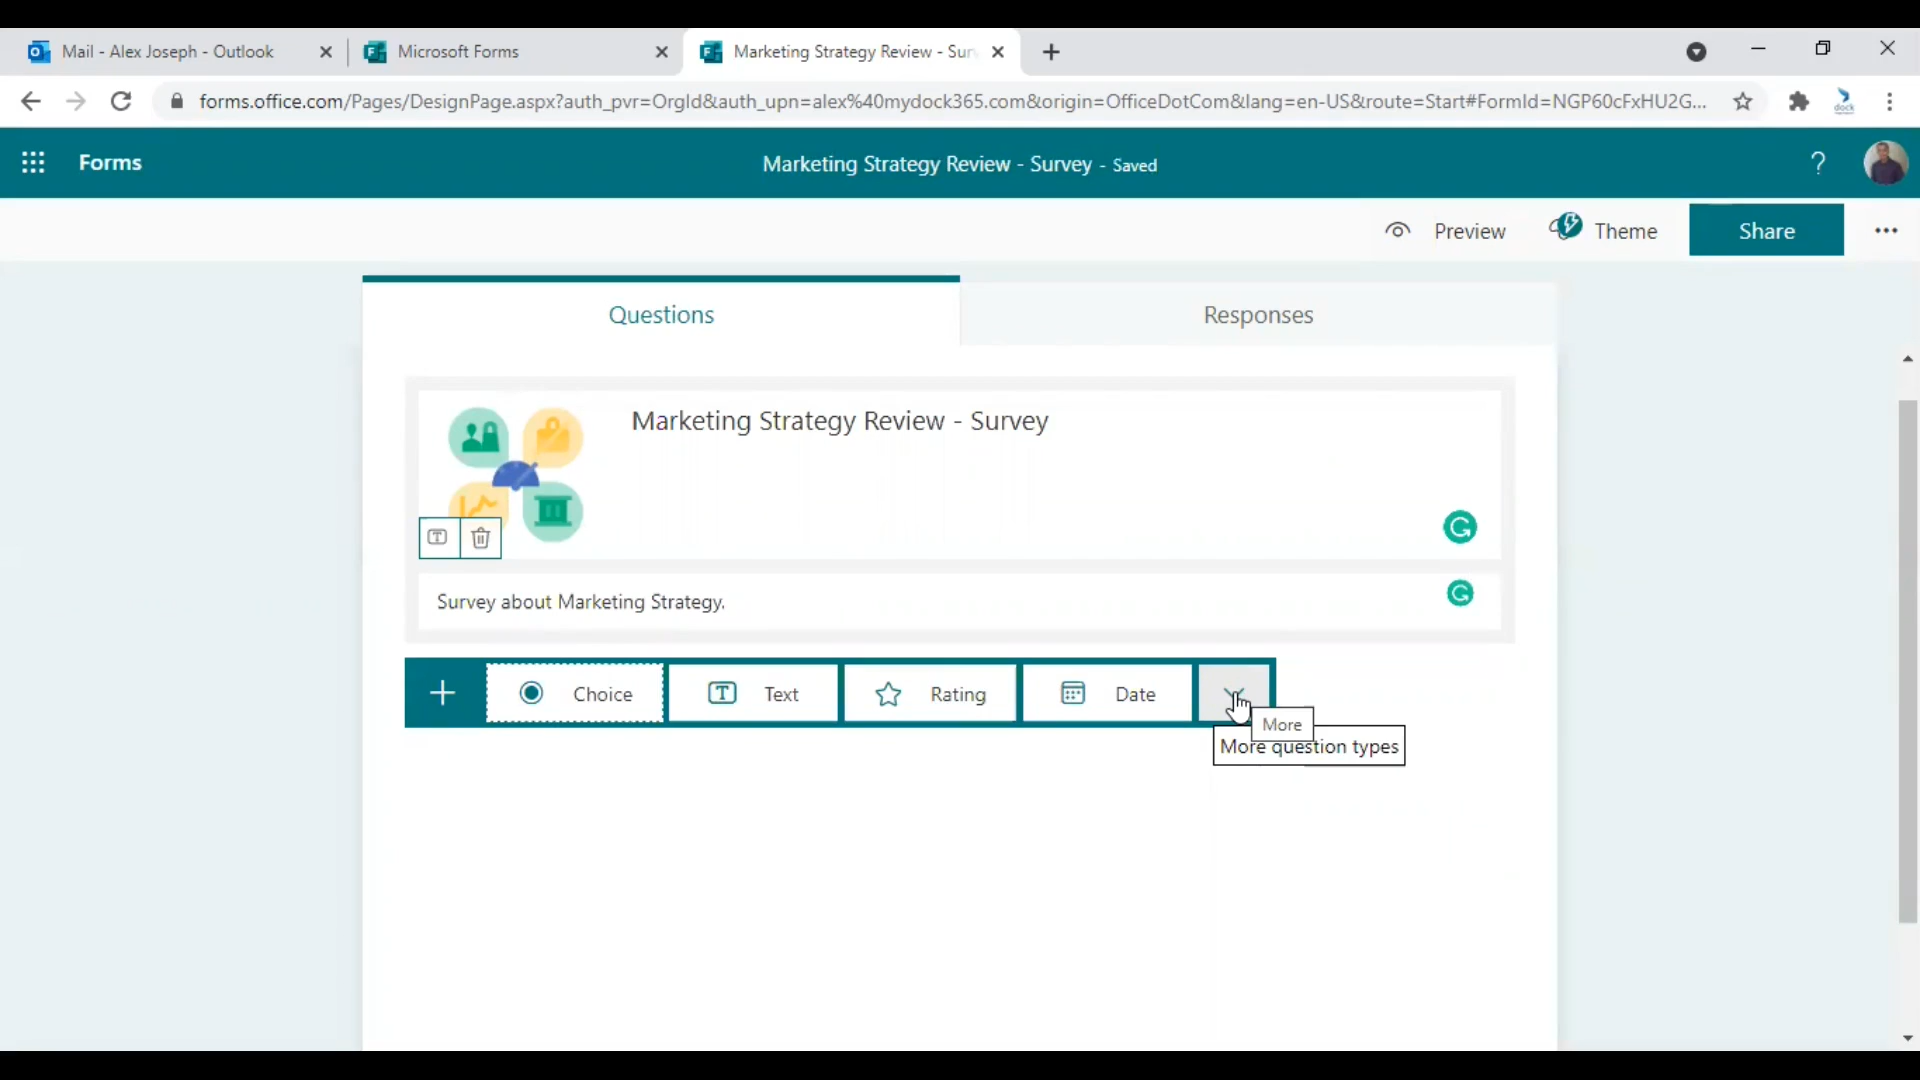 Mail - Alex Joseph - Outlook
Microsoft Forms
Marketing Strategy Review - Sur
forms.office.com/Pages/DesignPage.aspx?auth_pvr=OrgId&auth_upn=alex%40mydock365.com&origin=OfficeDotCom&lang=en-US&route=Start#FormId=NGP60cFxHU2G...
dock
Forms
Marketing Strategy Review - Survey - Saved
?
Preview
Theme
Share
Questions
Responses
Marketing Strategy Review - Survey
Survey about Marketing Strategy.
Choice
Text
Rating
Date
More
More question types